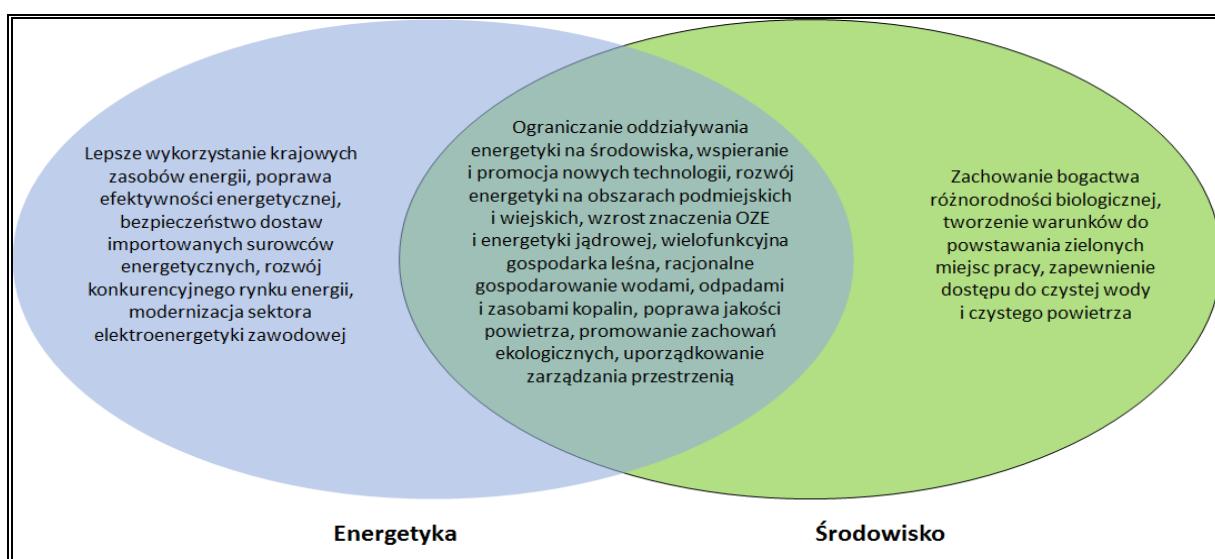 Lepsze wykorzystanie krajowych
zasobów energii, poprawa
efektywności energetycznej,
bezpieczeństwo dostaw
importowanych surowców
energetycznych, rozwój
konkurencyjnego rynku energii,
modernizacja sektora
elektroenergetyki zawodowej
Ograniczanie oddziaływania
energetyki na środowiska, wspieranie
i promocja nowych technologii, rozwój
energetyki na obszarach podmiejskich
i wiejskich, wzrost znaczenia OZE
i energetyki jądrowej, wielofunkcyjna
gospodarka leśna, racjonalne
gospodarowanie wodami, odpadami
i zasobami kopalin, poprawa jakości
powietrza, promowanie zachowań
ekologicznych, uporządkowanie
zarządzania przestrzenią
Zachowanie bogactwa
różnorodności biologicznej,
tworzenie warunków do
powstawania zielonych
miejsc pracy, zapewnienie
dostępu do czystej wody
i czystego powietrza
Energetyka
Środowisko